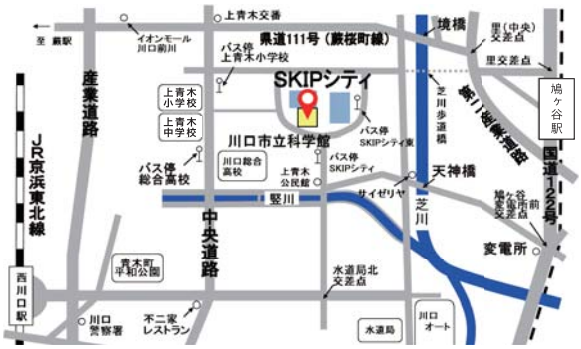 上青木交番
至 蕨駅
イオンモール
川口前川
県道111号 (蕨桜町線)
境橋
里(中央)
交差点
里交差点
バス停
上青木小学校
SKIPシティ
産業道路
上青木
小学校
上青木
中学校
川口市立科学館
バス停
SKIPシティ東
芝川歩道橋
第二産業道路
鳩ヶ谷駅
JR京浜東北線
バス停
総合高校
川口総合
高校
上青木
公民館
バス停
SKIPシティ
サイゼリヤ
天神橋
国道122号
鳩ヶ谷
変電所前
交差点
竪川
中央道路
芝川
変電所
青木町
平和公園
西川口駅
水道局北
交差点
川口
警察署
不二家
レストラン
水道局
川口
オート